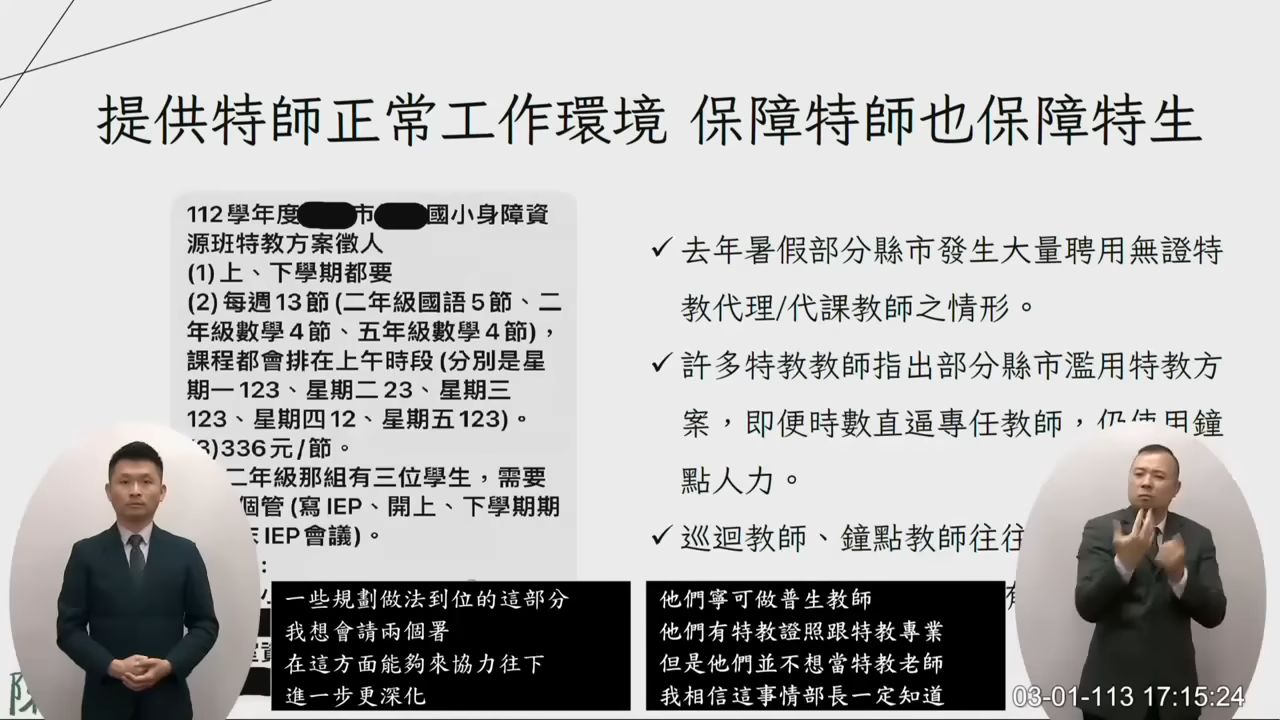 提供特師正常工作環境 保障特師也保障特生
112學年度 市 國小身障資
源班特教方案徵人
(1)上、下學期都要
(2)每週13節(二年級國語5節、二
年級數學4節、五年級數學4節),
課程都會排在上午時段(分別是星
期一123、星期二23、星期三
123、星期四12、星期五123)。
3)336元/節。
二年級那組有三位學生,需要
個管(寫IEP、開上、下學期期
IEP會議)。
:
✓去年暑假部分縣市發生大量聘用無證特
教代理/代課教師之情形。
✓許多特教教師指出部分縣市濫用特教方
案,即便時數直逼專任教師,仍使用鐘
點人力。
✓巡迴教師、鐘點教師往往
一些規劃做法到位的這部分
我想會請兩個署
在這方面能夠來協力往下
進一步更深化
他們寧可做普生教師
他們有特教證照跟特教專業
但是他們並不想當特教老師
我相信這事情部長一定知道
陳
03-01-113 17:15:24